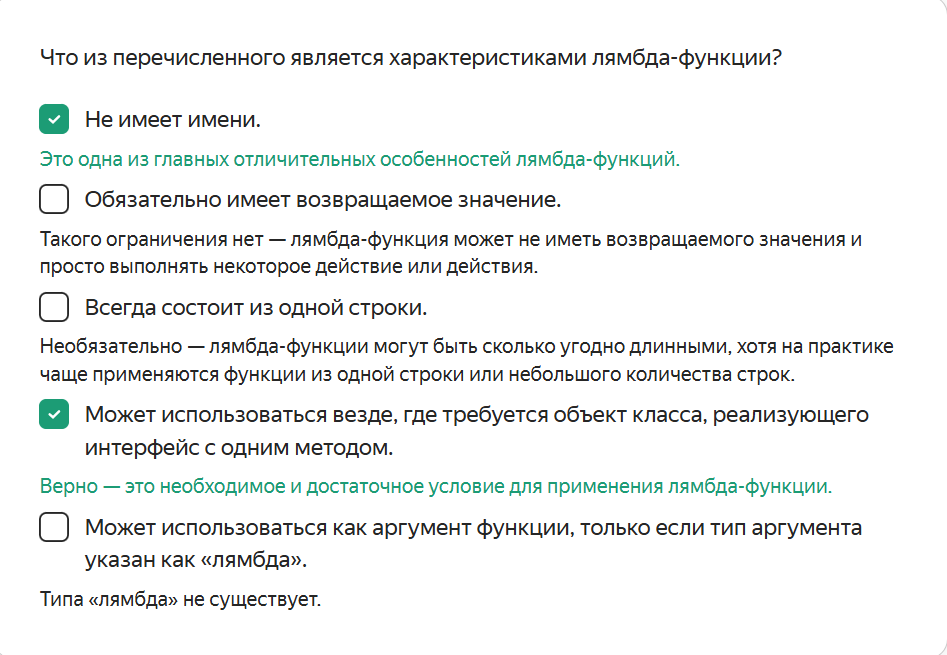 Что из перечисленного является характеристиками лямбда-функции?
Не имеет имени.
Это одна из главных отличительных особенностей лямбда-функций.
Обязательно имеет возвращаемое значение.
Такого ограничения нет — лямбда-функция может не иметь возвращаемого значения и
просто выполнять некоторое действие или действия.
Всегда состоит из одной строки.
Необязательно — лямбда-функции могут быть сколько угодно длинными, хотя на практике
чаще применяются функции из одной строки или небольшого количества строк.
Может использоваться везде, где требуется объект класса, реализующего
интерфейс с одним методом.
Верно — это необходимое и достаточное условие для применения лямбда-функции.
Может использоваться как аргумент функции, только если тип аргумента
указан как «лямбда».
Типа «лямбда» не существует.